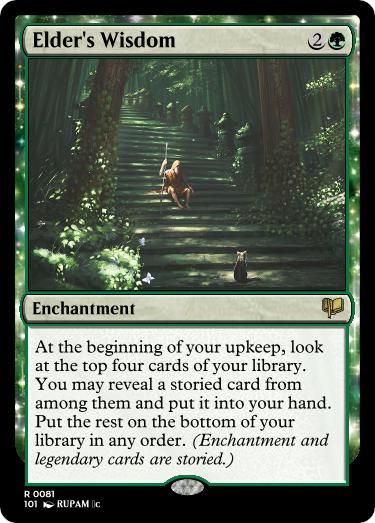 Elder's Wisdom 2
Enchantment
At the beginning of your upkeep, look
at the top four cards of your library.
You may reveal a storied card from
among them and put it into your hand.
Put the rest on the bottom of your
library in any order. (Enchantment and
legendary cards are storied.)
R 0081
101 RUPAM